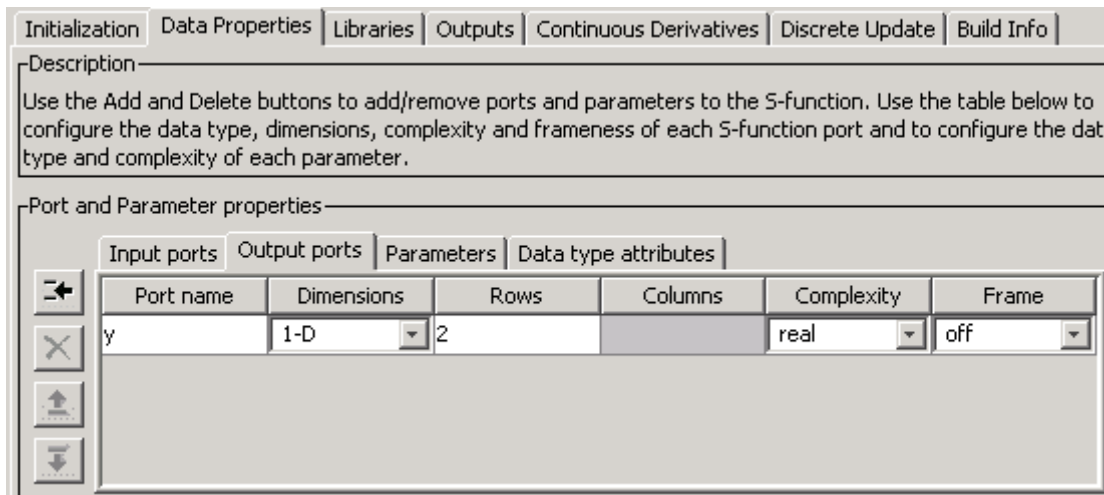 Initialization Data Properties Libraries Outputs Continuous Derivatives Discrete Update Build Info
Description
Use the Add and Delete buttons to add/remove ports and parameters to the S-function. Use the table below to
configure the data type, dimensions, complexity and frameness of each S-function port and to configure the dat
type and complexity of each parameter.
Port and Parameter properties
Input ports Output ports Parameters Data type attributes
Port name Dimensions Rows Columns Complexity Frame
y 1-D 2 real off